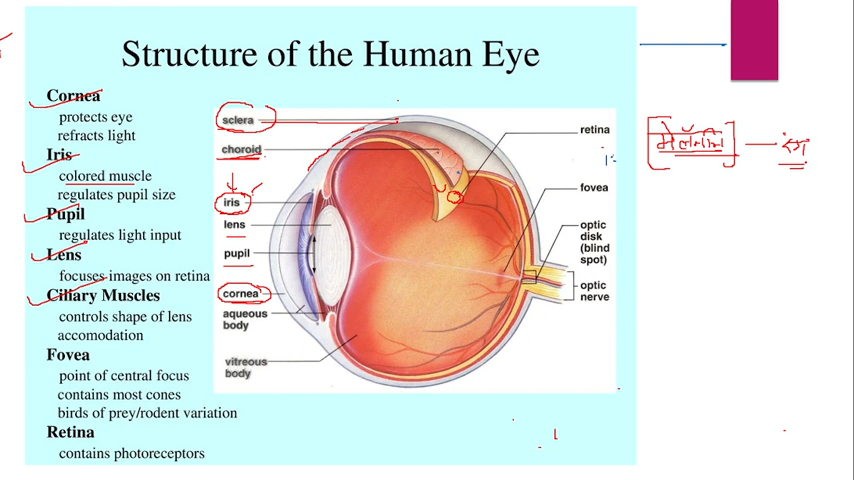 Structure of the Human Eye
Cornea
protects eye
refracts light
Iris
colored muscle
regulates pupil size
Pupil
regulates light input
Lens
focuses images on retina
Ciliary Muscles
controls shape of lens
accomodation
Fovea
point of central focus
contains most cones
birds of prey/rodent variation
Retina
contains photoreceptors
sclera
choroid
iris
lens
pupil
cornea
aqueous
body
vitreous
body
retina
fovea
optic
disk
(blind
spot)
optic
nerve